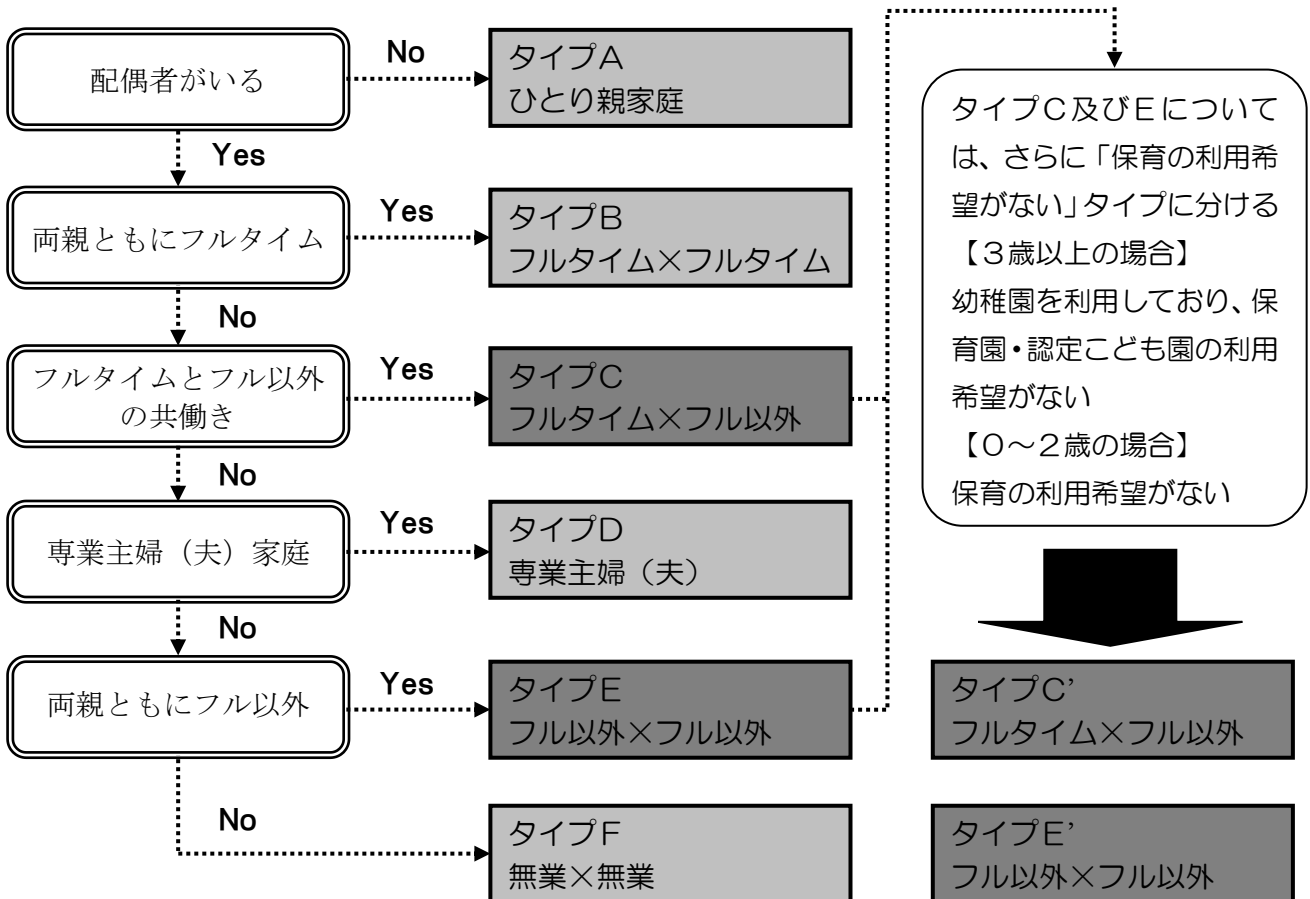 配偶者がいる
No
タイプA
ひとり親家庭
Yes
両親ともにフルタイム
Yes
タイプB
フルタイム×フルタイム
No
フルタイムとフル以外
の共働き
Yes
タイプC
フルタイム×フル以外
No
専業主婦（夫）家庭
Yes
タイプD
専業主婦（夫）
No
両親ともにフル以外
Yes
タイプE
フル以外×フル以外
No
タイプF
無業×無業
タイプC及びEについて
は、さらに「保育の利用希
望がない」タイプに分ける
【3歳以上の場合】
幼稚園を利用しており、保
育園・認定こども園の利用
希望がない
【0～2歳の場合】
保育の利用希望がない
タイプC’
フルタイム×フル以外
タイプE’
フル以外×フル以外